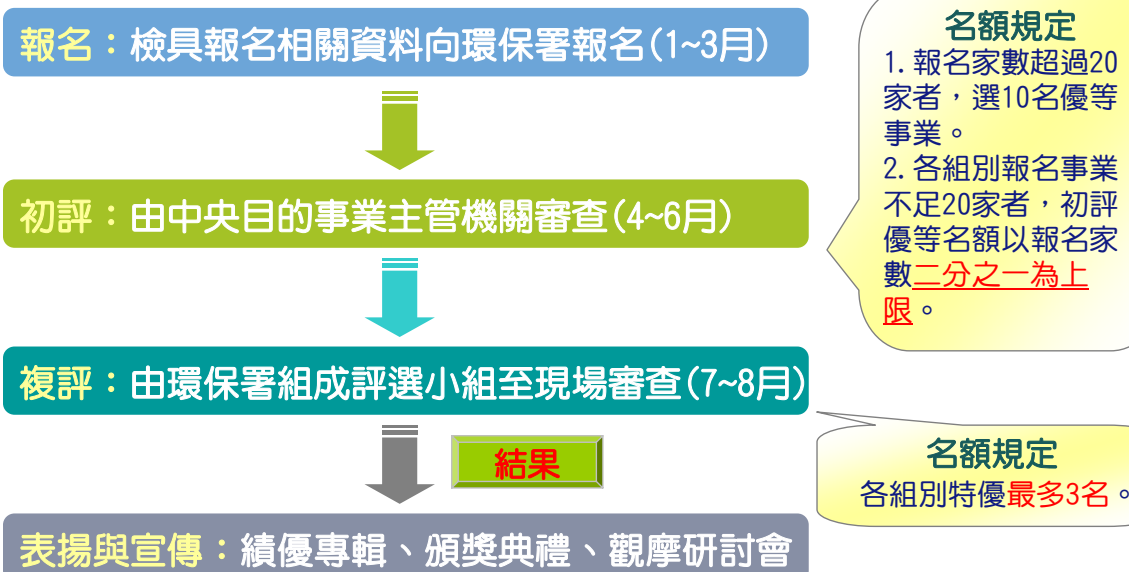 報名：檢具報名相關資料向環保署報名(1~3月)
名額規定
1. 報名家數超過20
家者，選10名優等
事業。
2. 各組別報名事業
不足20家者，初評
優等名額以報名家
數二分之一為上
限。
初評：由中央目的事業主管機關審查(4~6月)
複評：由環保署組成評選小組至現場審查(7~8月)
名額規定
各組別特優最多3名。
結果
表揚與宣傳：績優專輯、頒獎典禮、觀摩研討會